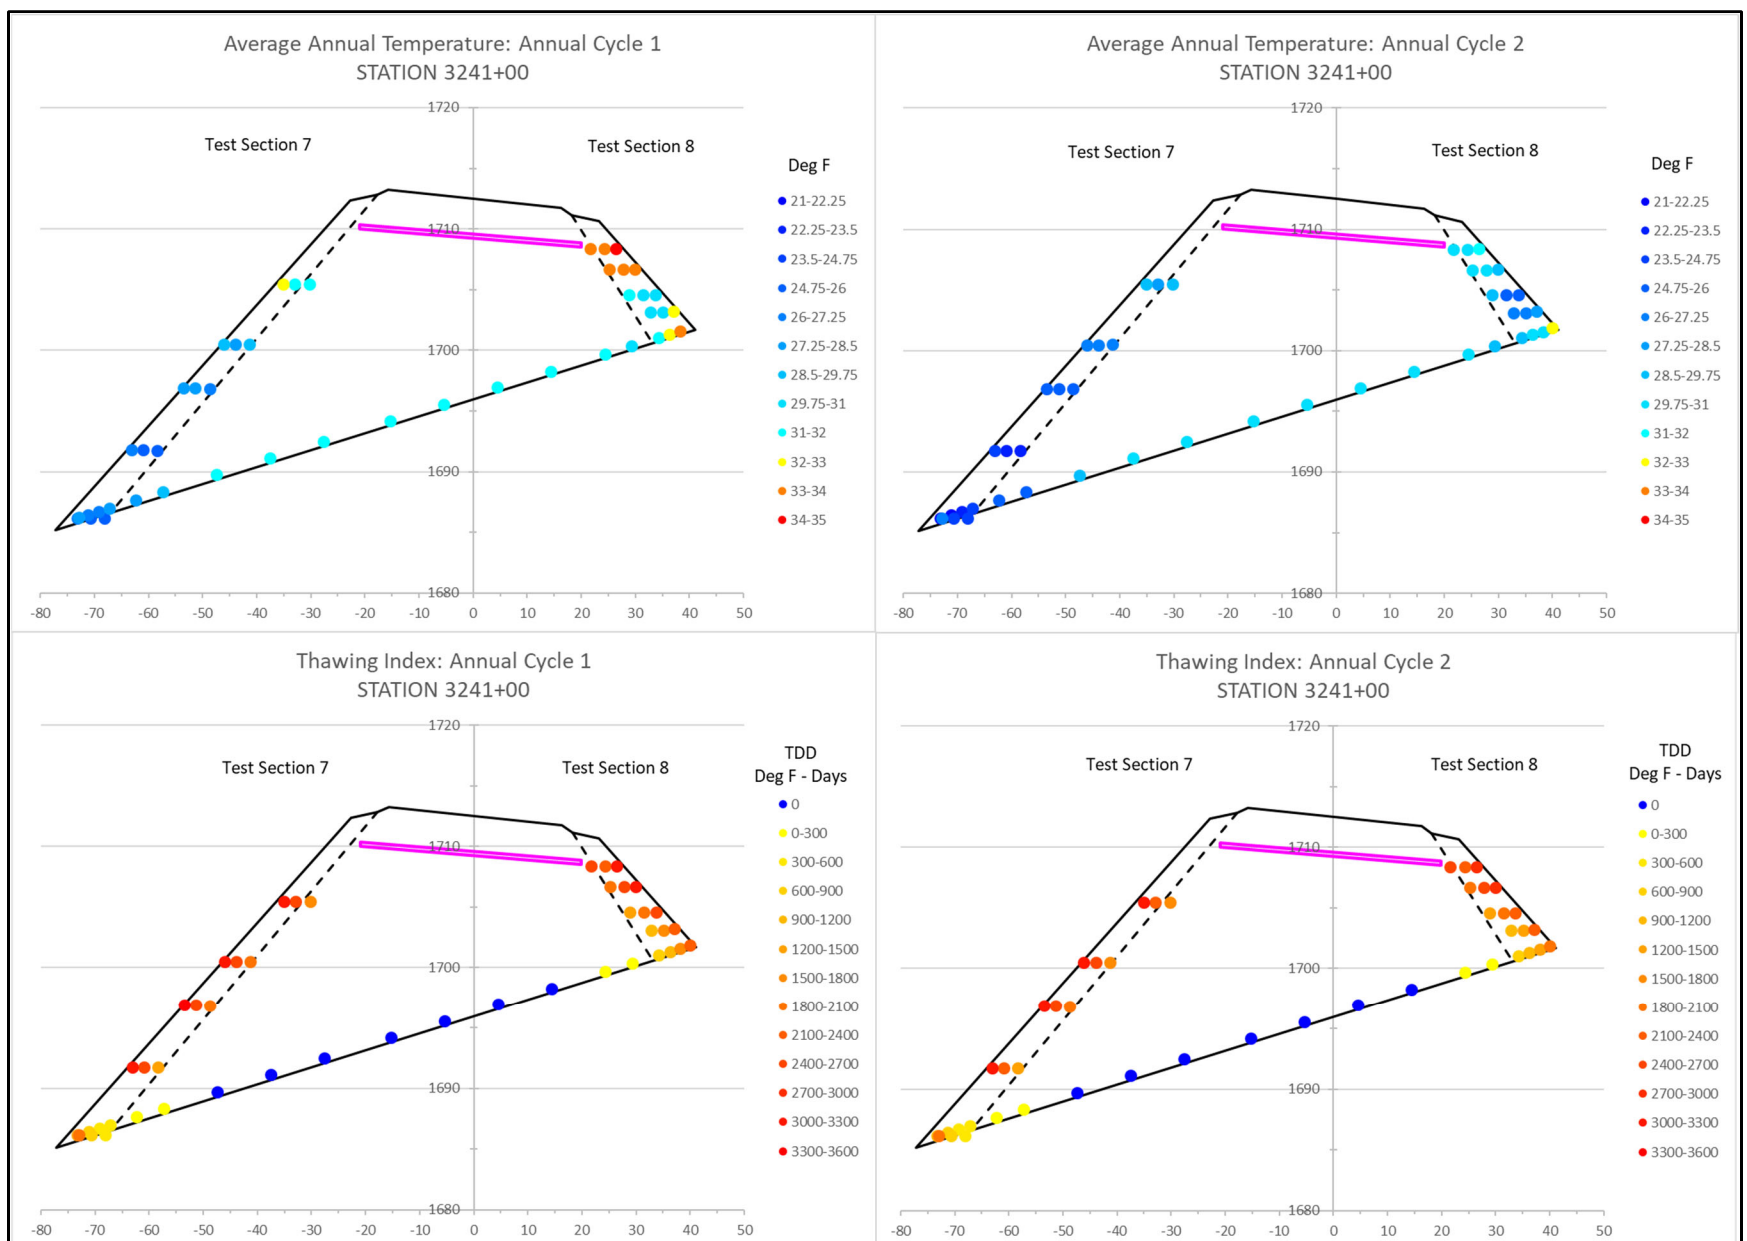 Average Annual Temperature: Annual Cycle 1
STATION 3241+00
1720
Test Section 7
Test Section 8
Deg F
21-22.25
22.25-23.5
23.5-24.75
24.75-26
26-27.25
27.25-28.5
28.5-29.75
29.75-31
31-32
32-33
33-34
34-35
1710
1700
1690
1680
-80 -70 -60 -50 -40 -30 -20 -10 0 10 20 30 40 50
Average Annual Temperature: Annual Cycle 2
STATION 3241+00
1720
Test Section 7
Test Section 8
Deg F
21-22.25
22.25-23.5
23.5-24.75
24.75-26
26-27.25
27.25-28.5
28.5-29.75
29.75-31
31-32
32-33
33-34
34-35
1710
1700
1690
1680
-80 -70 -60 -50 -40 -30 -20 -10 0 10 20 30 40 50
Thawing Index: Annual Cycle 1
STATION 3241+00
1720
Test Section 7
Test Section 8
TDD
Deg F - Days
0
0-300
300-600
600-900
900-1200
1200-1500
1500-1800
1800-2100
2100-2400
2400-2700
2700-3000
3000-3300
3300-3600
1710
1700
1690
1680
-80 -70 -60 -50 -40 -30 -20 -10 0 10 20 30 40 50
Thawing Index: Annual Cycle 2
STATION 3241+00
1720
Test Section 7
Test Section 8
TDD
Deg F - Days
0
0-300
300-600
600-900
900-1200
1200-1500
1500-1800
1800-2100
2100-2400
2400-2700
2700-3000
3000-3300
3300-3600
1710
1700
1690
1680
-80 -70 -60 -50 -40 -30 -20 -10 0 10 20 30 40 50